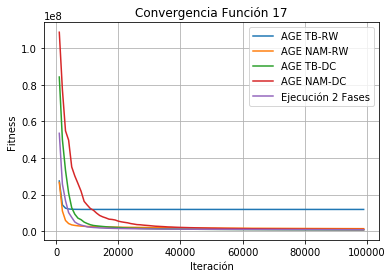 Convergencia Función 17
1e8
1.0
0.8
0.6
0.4
0.2
0.0
Fitness
0
20000
40000
60000
80000
100000
Iteración
AGE TB-RW
AGE NAM-RW
AGE TB-DC
AGE NAM-DC
Ejecución 2 Fases